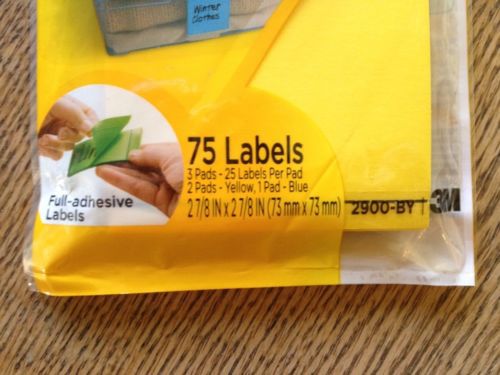 Winter
Clothes
75 Labels
3 Pads - 25 Labels Per Pad
2 Pads - Yellow, 1 Pad - Blue
2 7/8 IN x 2 7/8 IN (73 mm x 73 mm)
2900-BY
3M
Full-adhesive
Labels